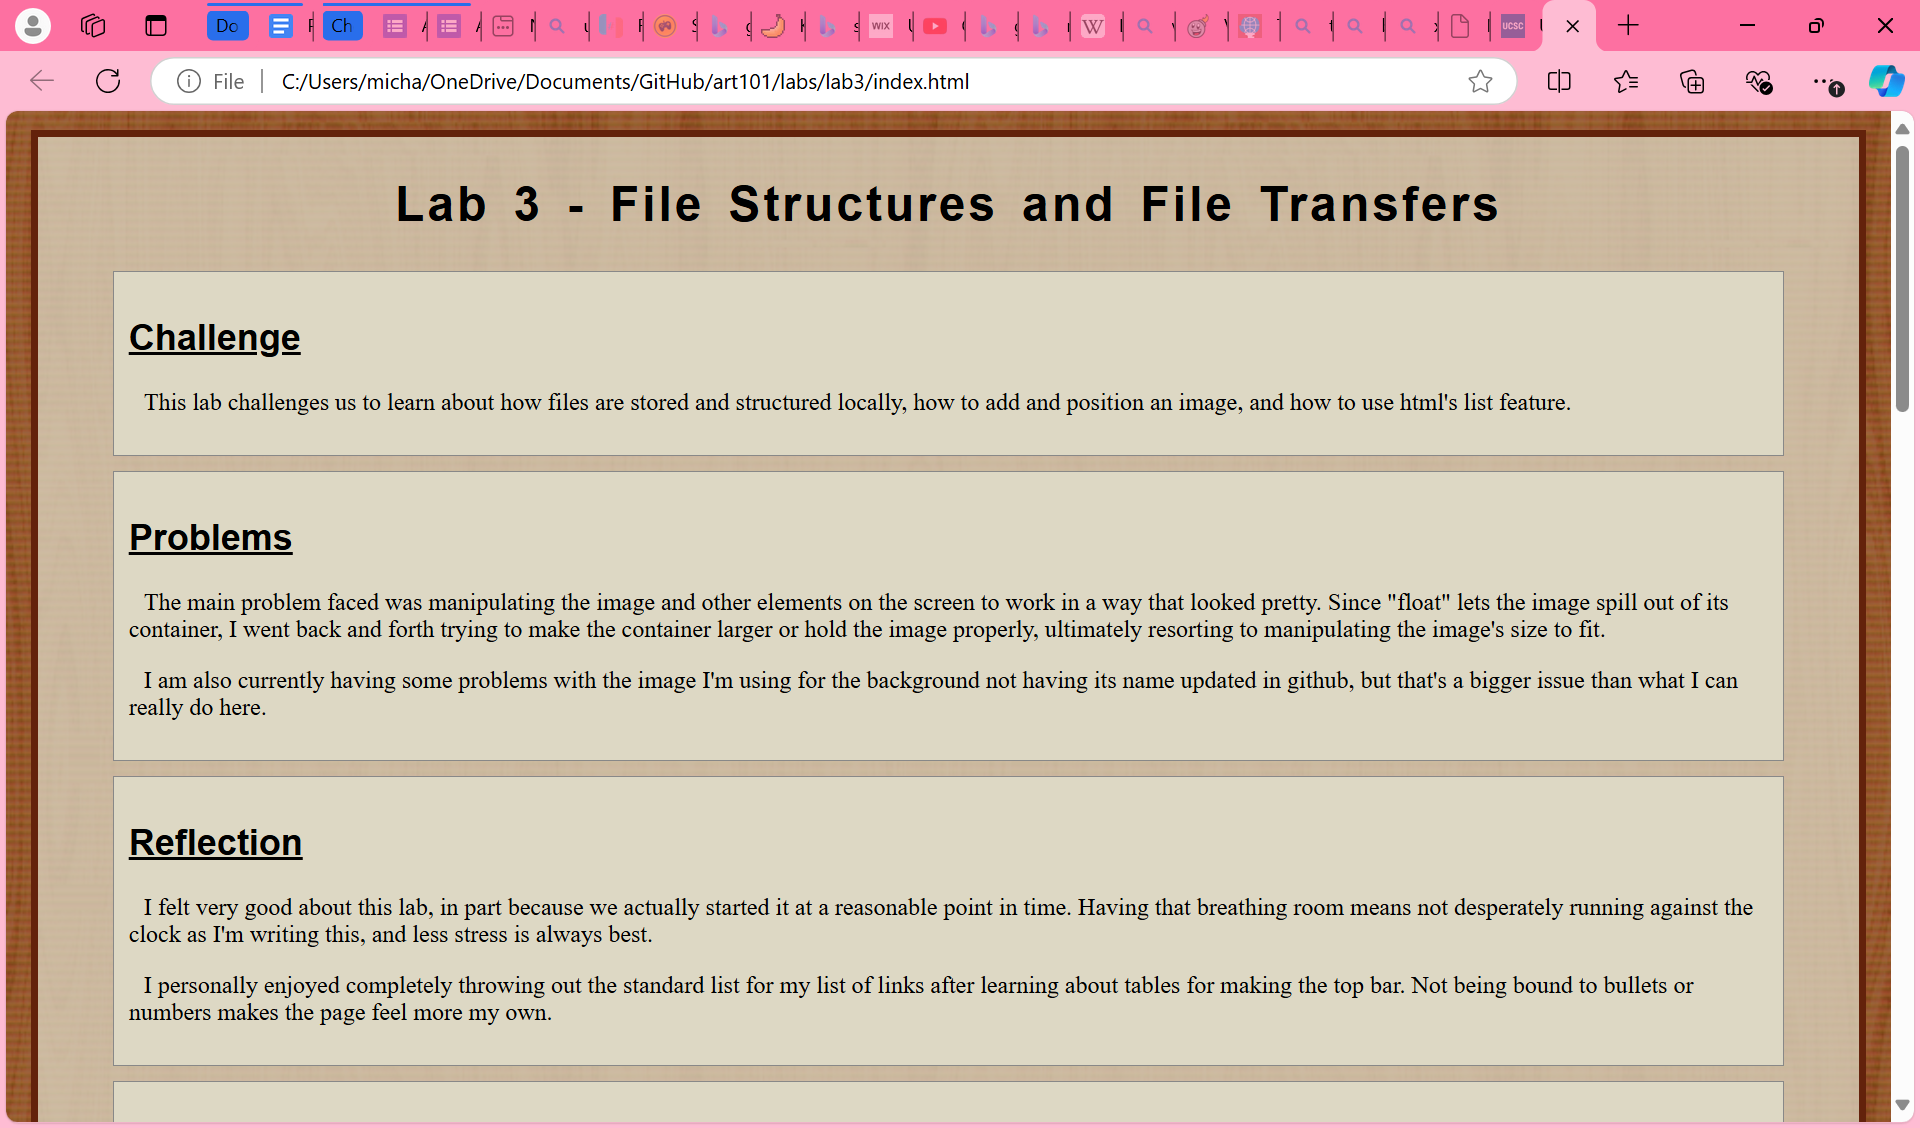 Do
Ch
WIX
W
UCSC
File
C:/Users/micha/OneDrive/Documents/GitHub/art101/labs/lab3/index.html
Lab 3 - File Structures and File Transfers
Challenge
This lab challenges us to learn about how files are stored and structured locally, how to add and position an image, and how to use html's list feature.
Problems
The main problem faced was manipulating the image and other elements on the screen to work in a way that looked pretty. Since "float" lets the image spill out of its
container, I went back and forth trying to make the container larger or hold the image properly, ultimately resorting to manipulating the image's size to fit.
I am also currently having some problems with the image I'm using for the background not having its name updated in github, but that's a bigger issue than what I can
really do here.
Reflection
I felt very good about this lab, in part because we actually started it at a reasonable point in time. Having that breathing room means not desperately running against the
clock as I'm writing this, and less stress is always best.
I personally enjoyed completely throwing out the standard list for my list of links after learning about tables for making the top bar. Not being bound to bullets or
numbers makes the page feel more my own.